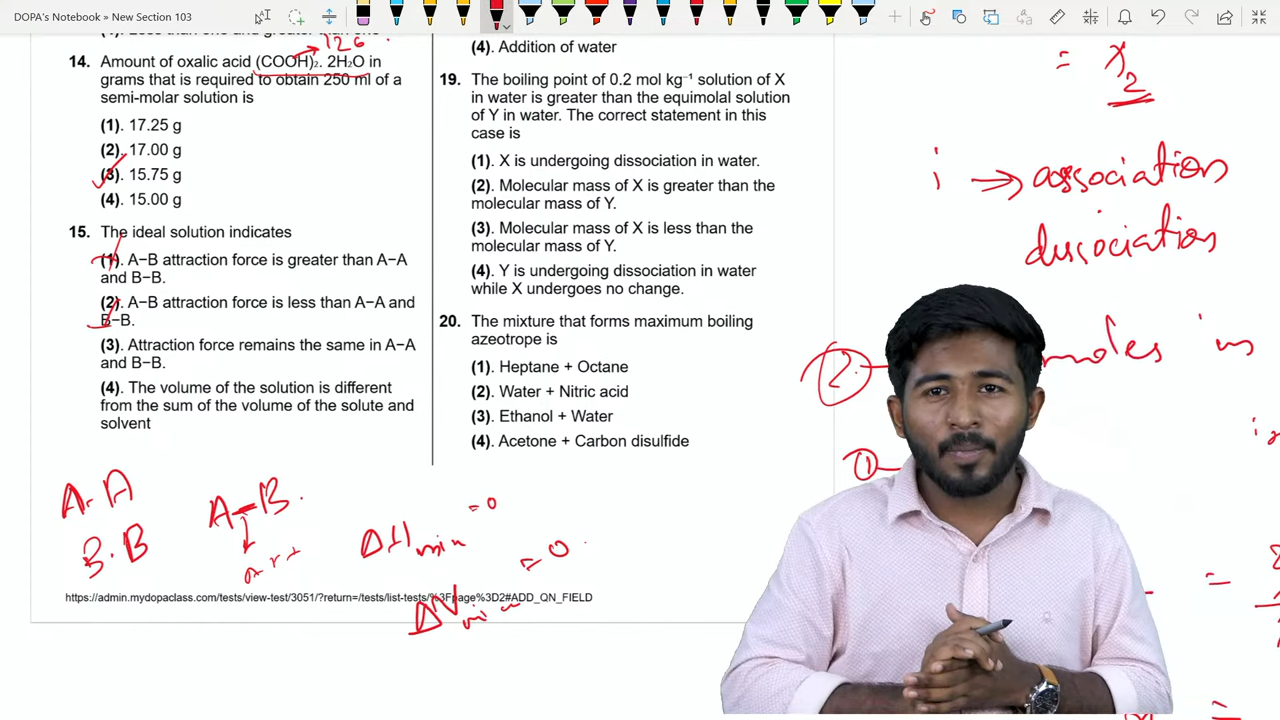 DOPA's Notebook » New Section 103
126
14. Amount of oxalic acid (COOH)₂. 2H₂O in
grams that is required to obtain 250 ml of a
semi-molar solution is
(1). 17.25 g
(2). 17.00 g
(3). 15.75 g
(4). 15.00 g
15. The ideal solution indicates
(1). A−B attraction force is greater than A−A
and B−B.
(2). A−B attraction force is less than A−A and
B−B.
(3). Attraction force remains the same in A−A
and B−B.
(4). The volume of the solution is different
from the sum of the volume of the solute and
solvent
(4). Addition of water
19. The boiling point of 0.2 mol kg⁻¹ solution of X
in water is greater than the equimolal solution
of Y in water. The correct statement in this
case is
(1). X is undergoing dissociation in water.
(2). Molecular mass of X is greater than the
molecular mass of Y.
(3). Molecular mass of X is less than the
molecular mass of Y.
(4). Y is undergoing dissociation in water
while X undergoes no change.
20. The mixture that forms maximum boiling
azeotrope is
(1). Heptane + Octane
(2). Water + Nitric acid
(3). Ethanol + Water
(4). Acetone + Carbon disulfide
A-A
B-B
A-B
ΔHmix = 0
ΔVmix = 0
https://admin.mydopaclass.com/tests/view-test/3051/?return=/tests/list-tests/%3Fpage%3D2#ADD_QN_FIELD
i → association
dissociation
2
moles in
1